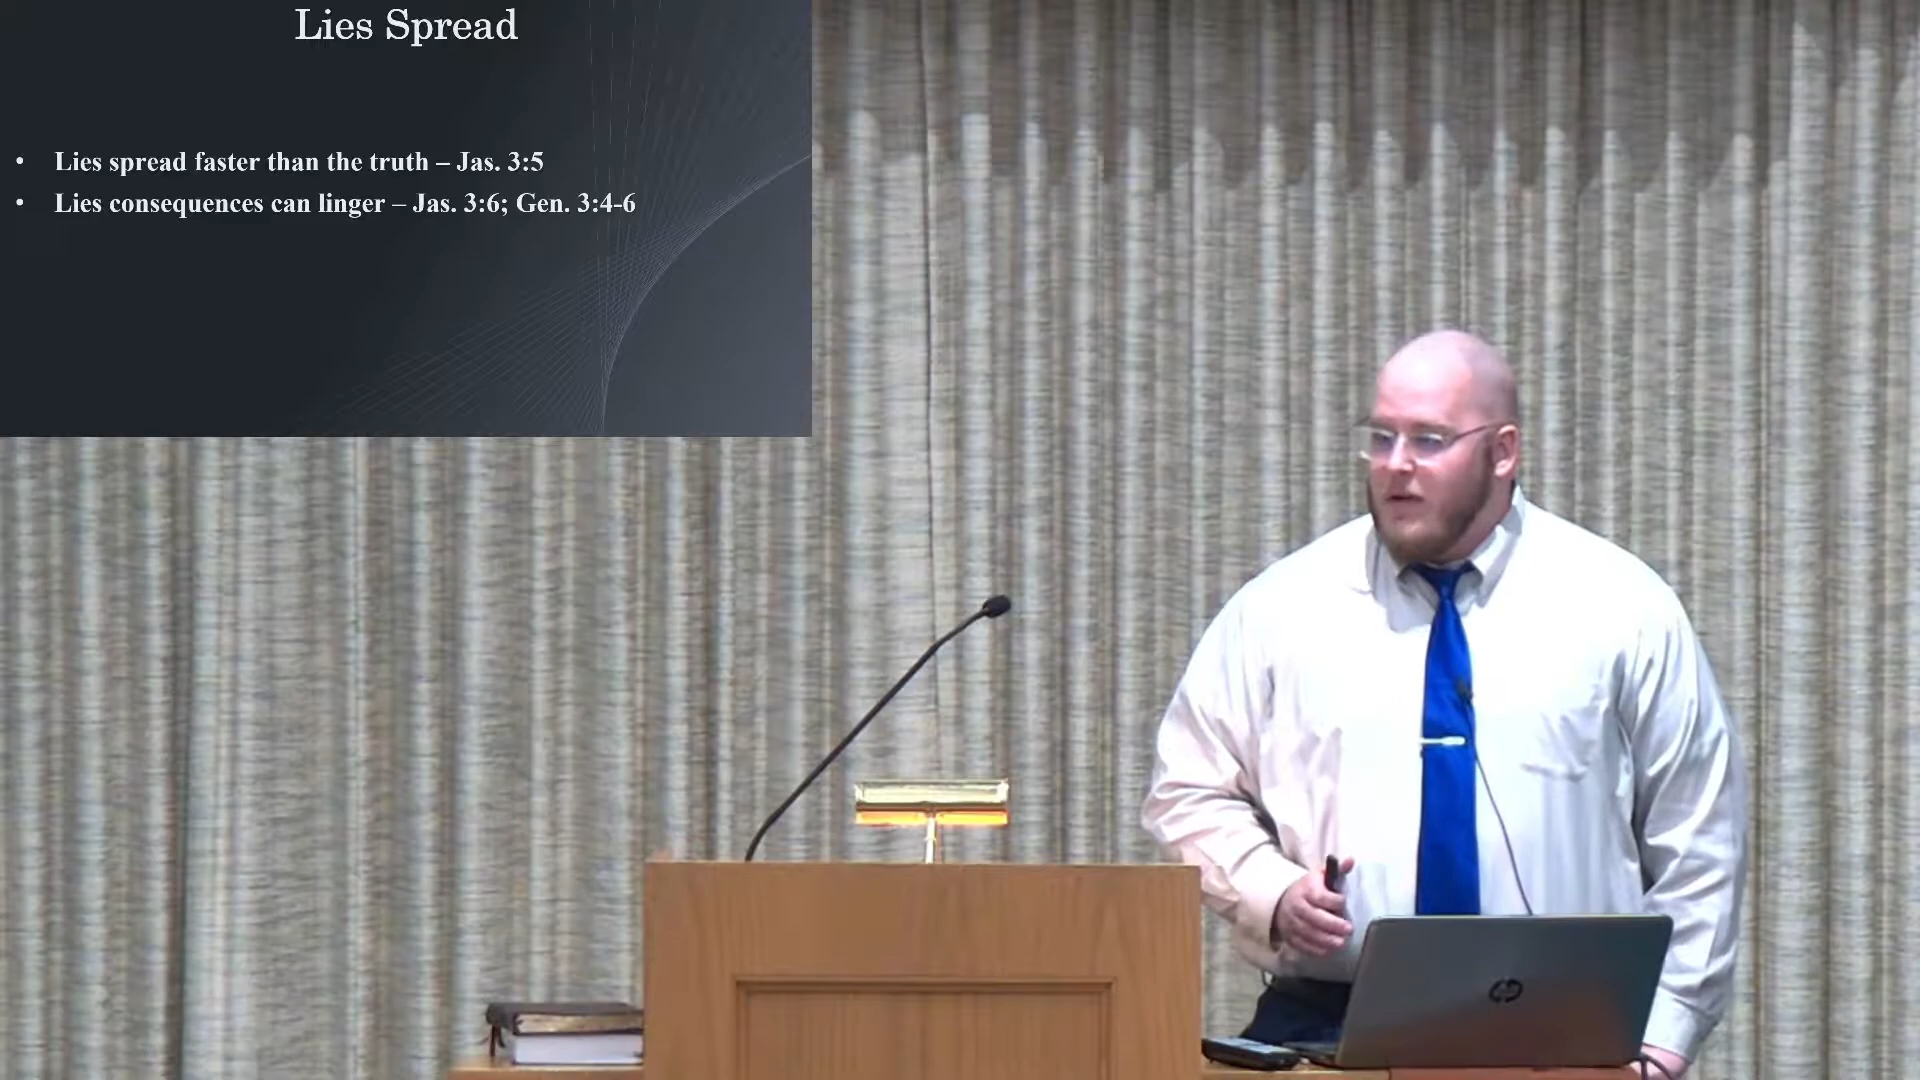 Lies Spread
• Lies spread faster than the truth – Jas. 3:5
• Lies consequences can linger – Jas. 3:6; Gen. 3:4-6
hp